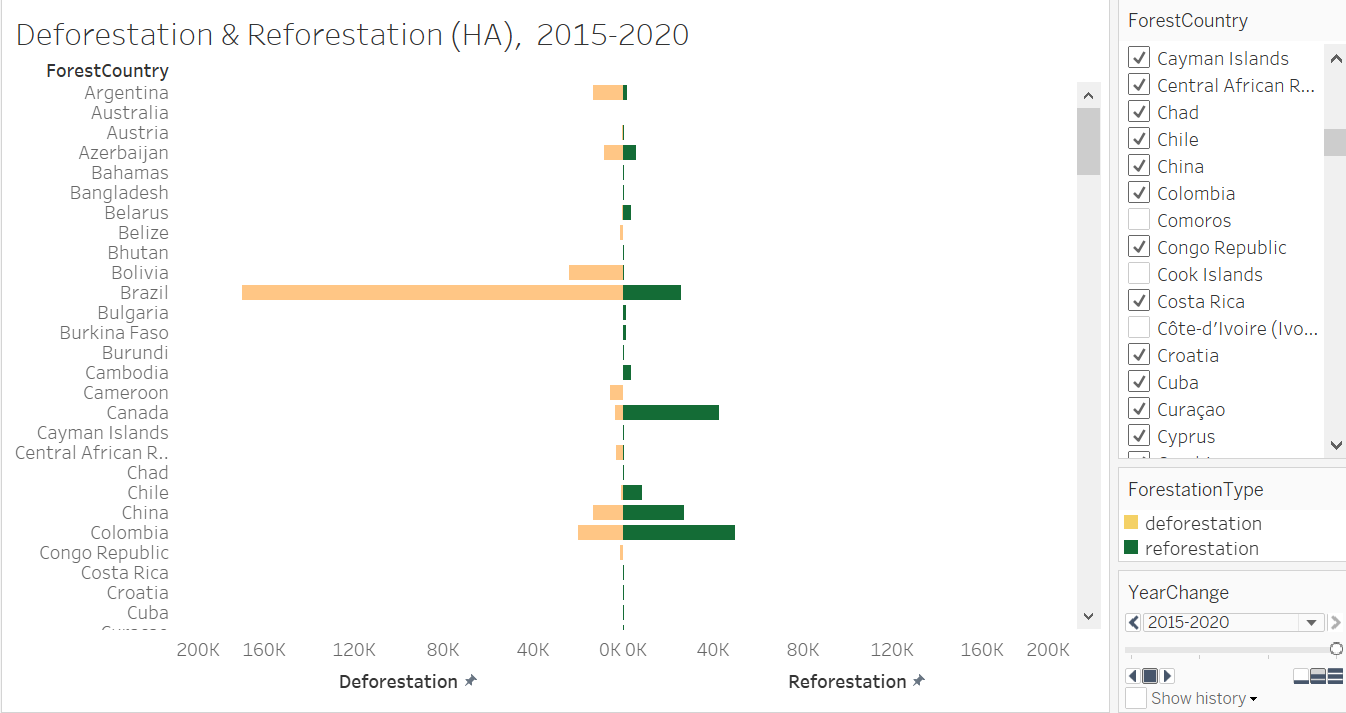 Deforestation & Reforestation (HA), 2015-2020
ForestCountry
Argentina
Australia
Austria
Azerbaijan
Bahamas
Bangladesh
Belarus
Belize
Bhutan
Bolivia
Brazil
Bulgaria
Burkina Faso
Burundi
Cambodia
Cameroon
Canada
Cayman Islands
Central African R..
Chad
Chile
China
Colombia
Congo Republic
Costa Rica
Croatia
Cuba
200K 160K 120K 80K 40K 0K 0K 40K 80K 120K 160K 200K
Deforestation Reforestation
ForestCountry
Cayman Islands
Central African R...
Chad
Chile
China
Colombia
Comoros
Congo Republic
Cook Islands
Costa Rica
Côte-d’Ivoire (Ivo...
Croatia
Cuba
Curaçao
Cyprus
ForestationType
deforestation
reforestation
YearChange
2015-2020
Show history